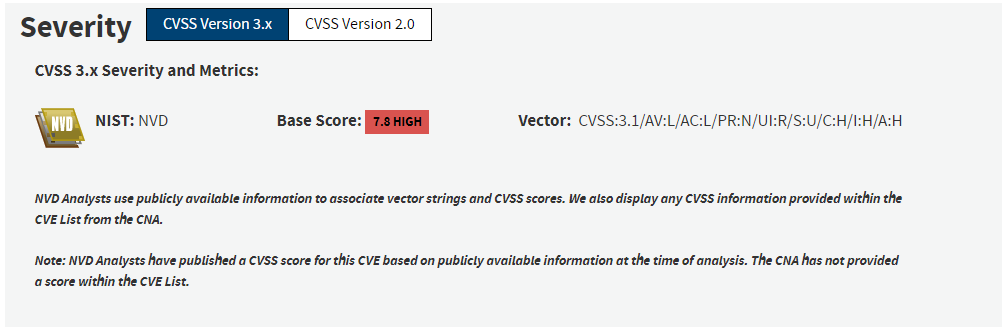 Severity CVSS Version 3.x CVSS Version 2.0
CVSS 3.x Severity and Metrics:
NVD NIST: NVD Base Score: 7.8 HIGH Vector: CVSS:3.1/AV:L/AC:L/PR:N/UI:R/S:U/C:H/I:H/A:H
NVD Analysts use publicly available information to associate vector strings and CVSS scores. We also display any CVSS information provided within the
CVE List from the CNA.
Note: NVD Analysts have published a CVSS score for this CVE based on publicly available information at the time of analysis. The CNA has not provided
a score within the CVE List.